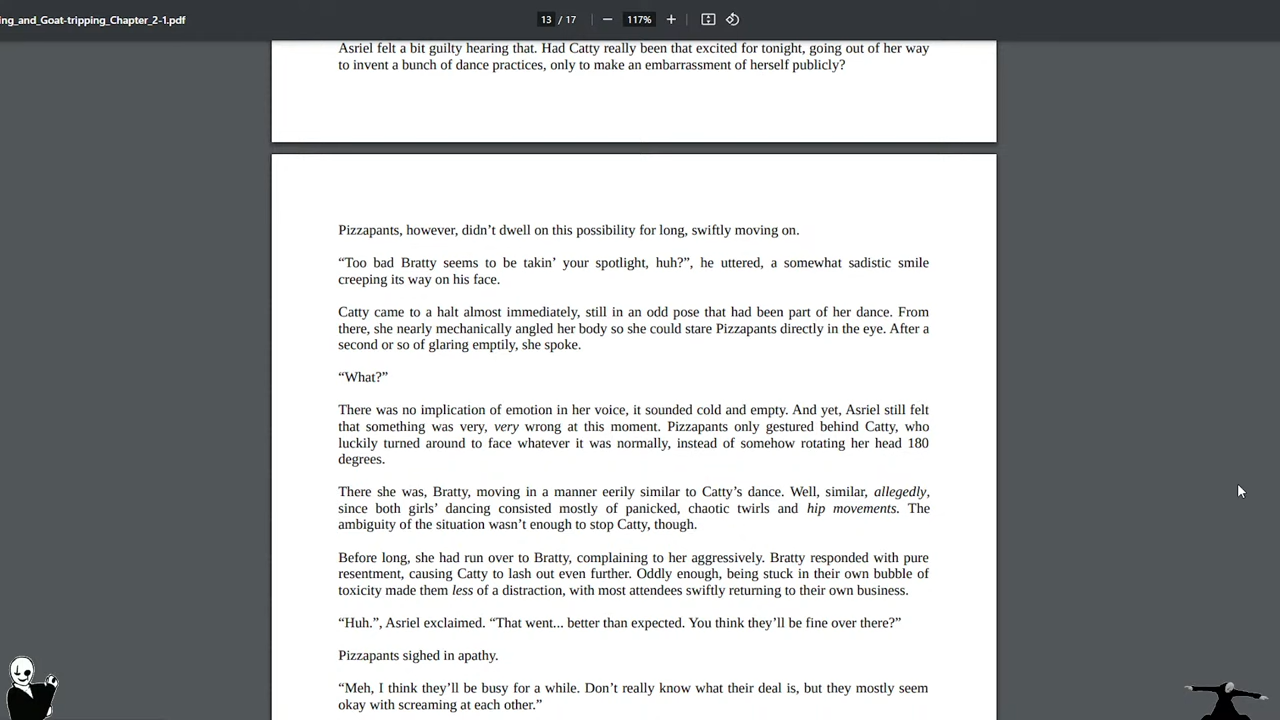 ing_and_Goat-tripping_Chapter_2-1.pdf
13 / 17
117%
Asriel felt a bit guilty hearing that. Had Catty really been that excited for tonight, going out of her way
to invent a bunch of dance practices, only to make an embarrassment of herself publicly?
Pizzapants, however, didn’t dwell on this possibility for long, swiftly moving on.
“Too bad Bratty seems to be takin’ your spotlight, huh?”, he uttered, a somewhat sadistic smile
creeping its way on his face.
Catty came to a halt almost immediately, still in an odd pose that had been part of her dance. From
there, she nearly mechanically angled her body so she could stare Pizzapants directly in the eye. After a
second or so of glaring emptily, she spoke.
“What?”
There was no implication of emotion in her voice, it sounded cold and empty. And yet, Asriel still felt
that something was very, very wrong at this moment. Pizzapants only gestured behind Catty, who
luckily turned around to face whatever it was normally, instead of somehow rotating her head 180
degrees.
There she was, Bratty, moving in a manner eerily similar to Catty’s dance. Well, similar, allegedly,
since both girls’ dancing consisted mostly of panicked, chaotic twirls and hip movements. The
ambiguity of the situation wasn’t enough to stop Catty, though.
Before long, she had run over to Bratty, complaining to her aggressively. Bratty responded with pure
resentment, causing Catty to lash out even further. Oddly enough, being stuck in their own bubble of
toxicity made them less of a distraction, with most attendees swiftly returning to their own business.
“Huh.”, Asriel exclaimed. “That went... better than expected. You think they’ll be fine over there?”
Pizzapants sighed in apathy.
“Meh, I think they’ll be busy for a while. Don’t really know what their deal is, but they mostly seem
okay with screaming at each other.”